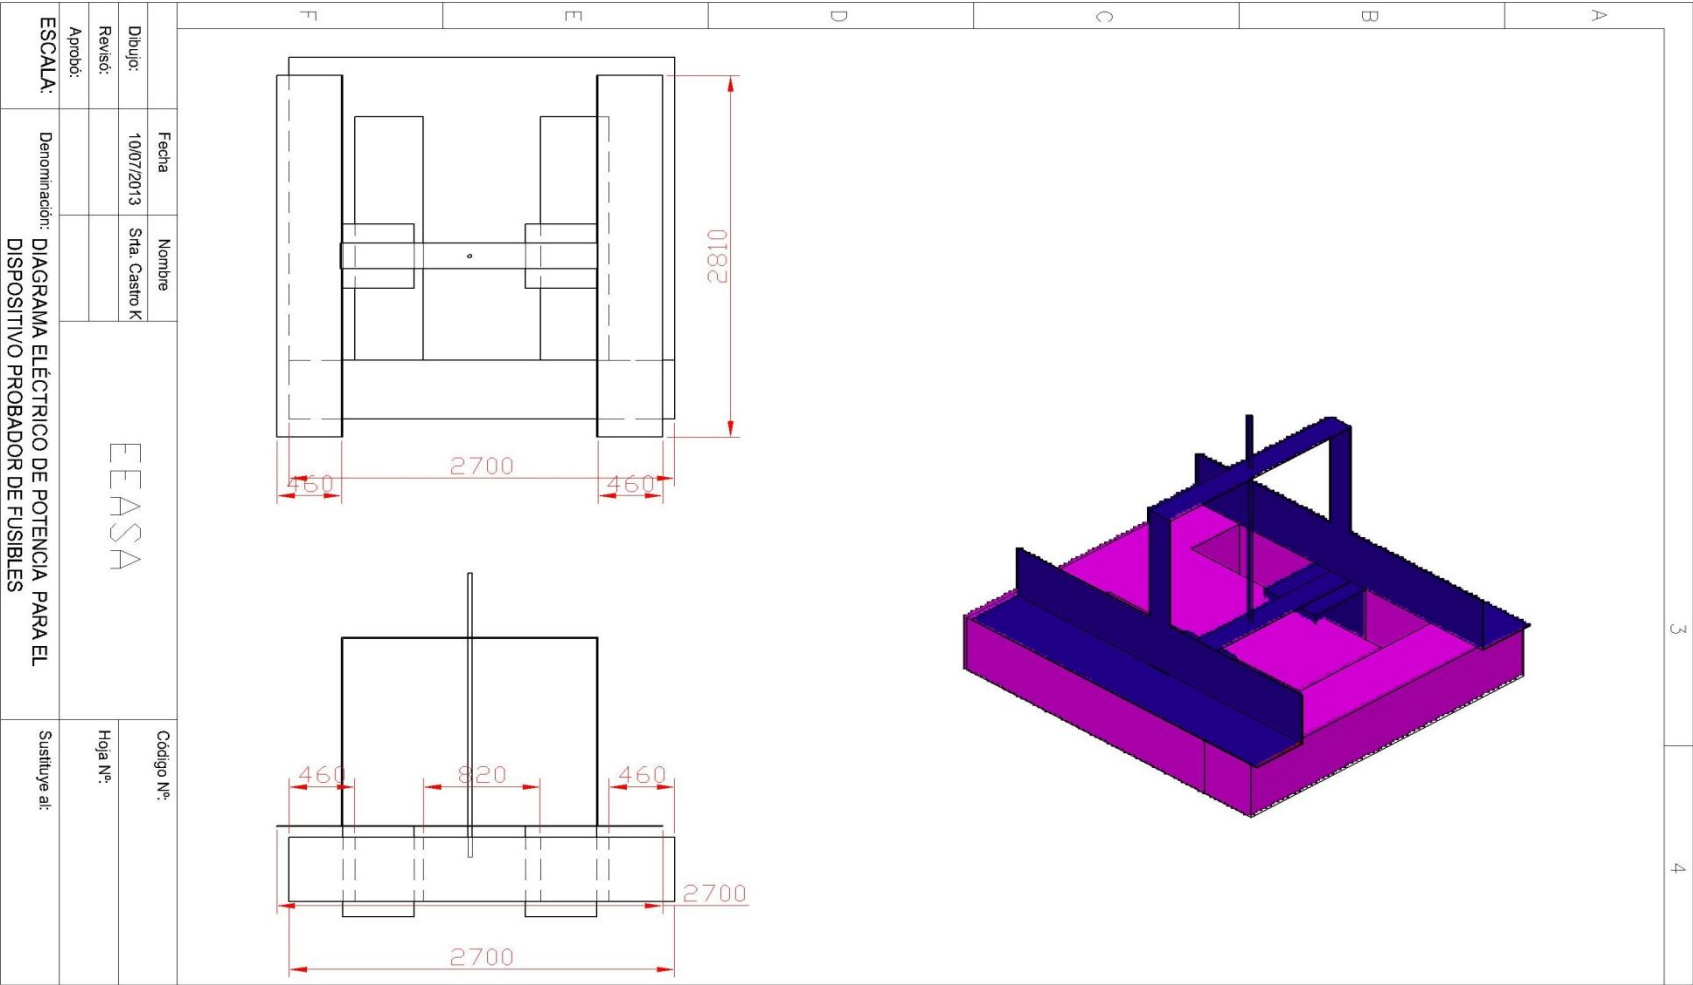 F
E
D
C
B
A
3
4
2810
2700
460
460
460
820
460
2700
2700
Fecha
Nombre
Dibujo:
10/07/2013
Srta. Castro K
Revisó:
Aprobó:
ESCALA:
Denominación:
DIAGRAMA ELÉCTRICO DE POTENCIA PARA EL
DISPOSITIVO PROBADOR DE FUSIBLES
EEASA
Código Nº:
Hoja Nº:
Sustituye al: